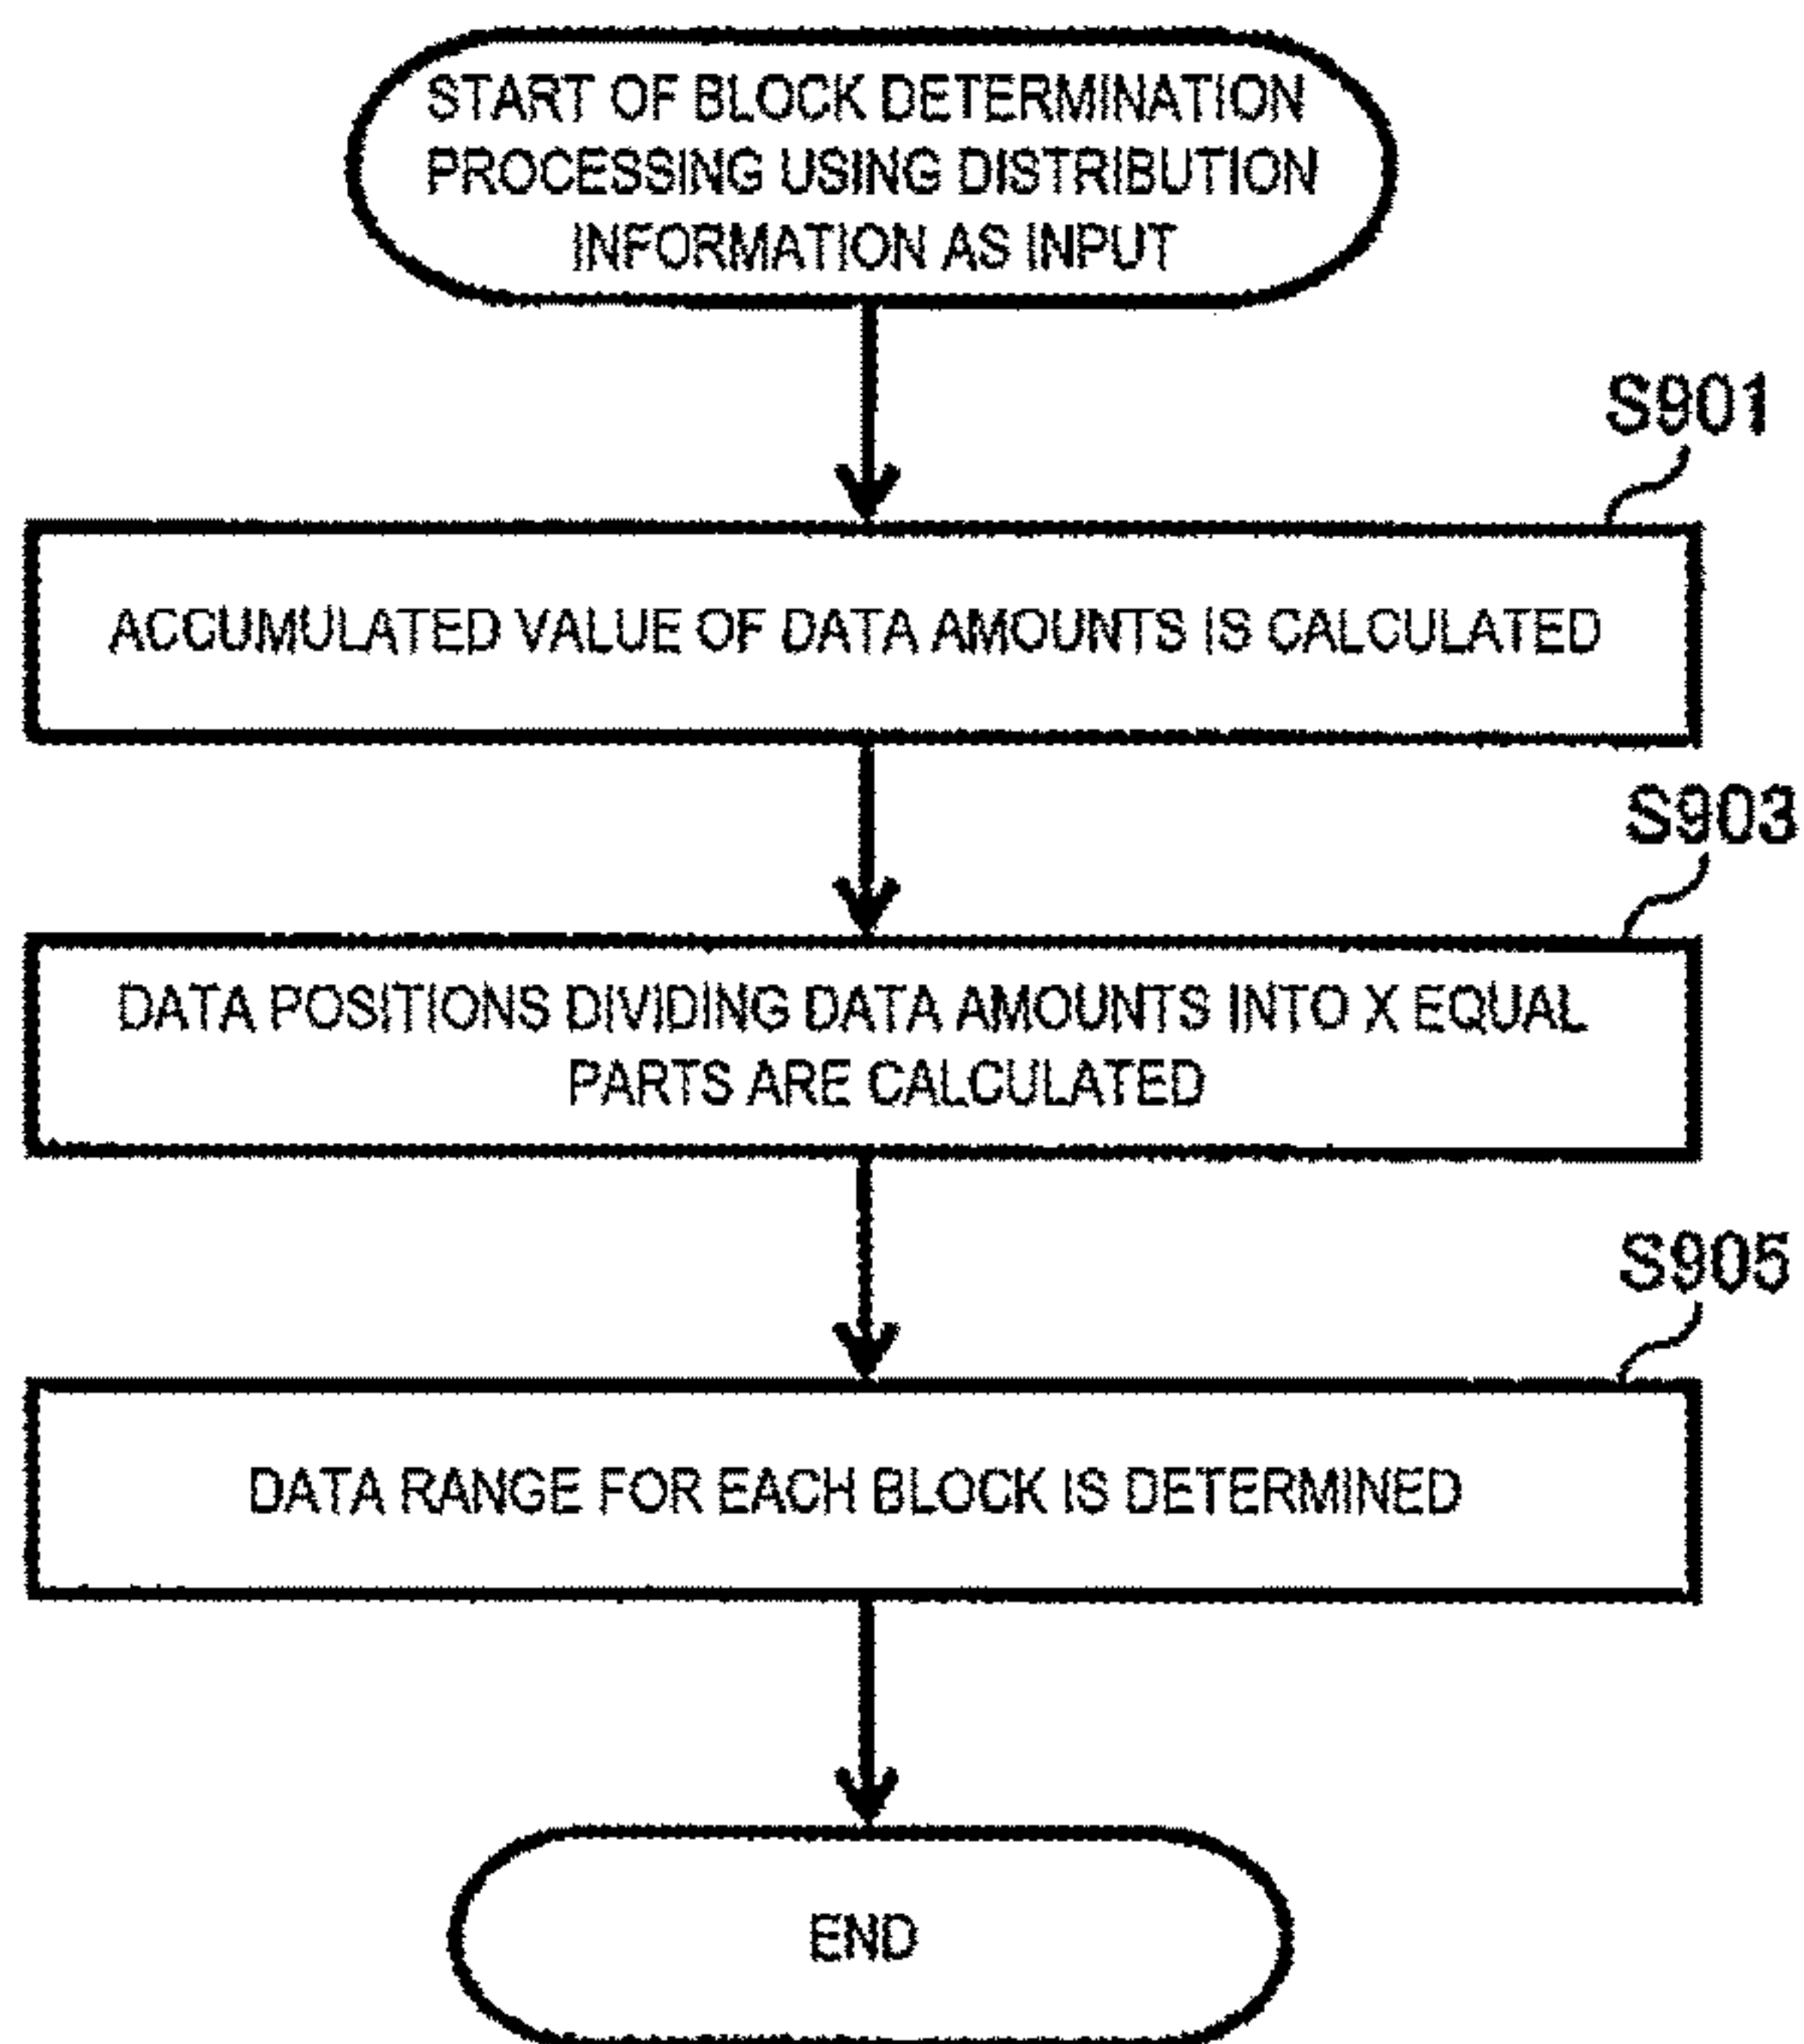 START OF BLOCK DETERMINATION
PROCESSING USING DISTRIBUTION
INFORMATION AS INPUT
S901
ACCUMULATED VALUE OF DATA AMOUNTS IS CALCULATED
S903
DATA POSITIONS DIVIDING DATA AMOUNTS INTO X EQUAL
PARTS ARE CALCULATED
S905
DATA RANGE FOR EACH BLOCK IS DETERMINED
END